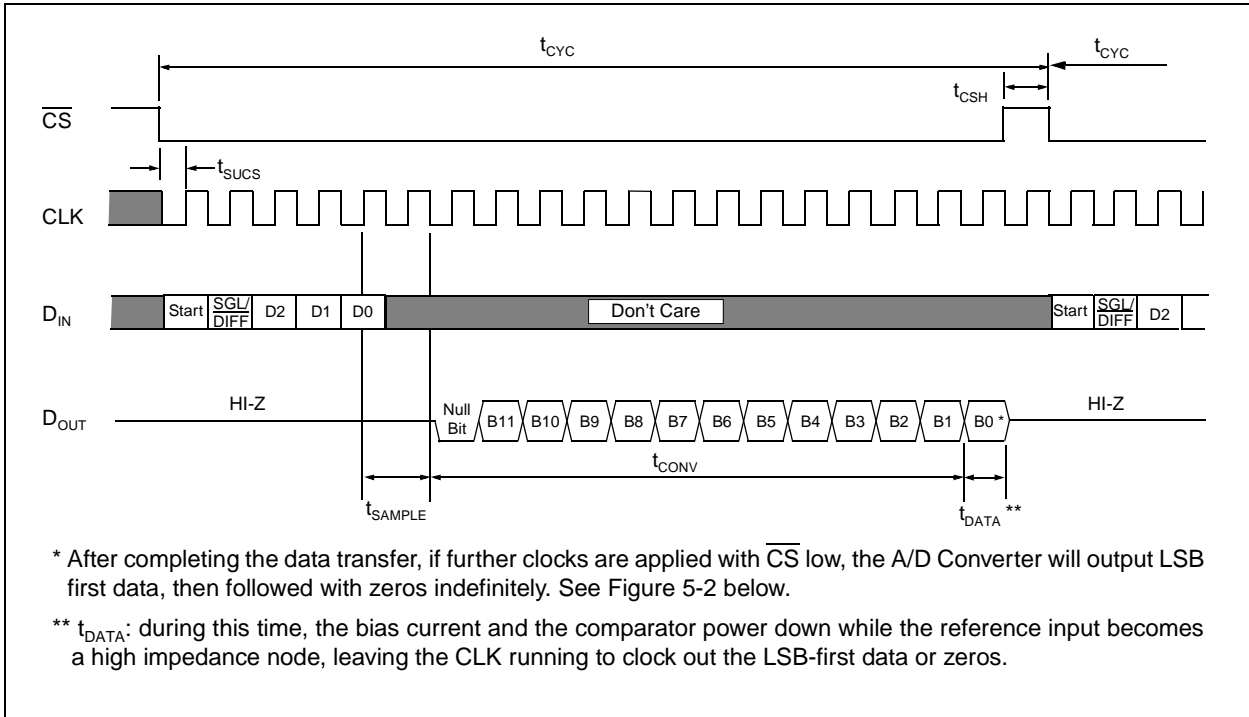 tCYC
tCYC
tCSH
CS
tSUCS
CLK
DIN
Start
SGL/
DIFF
D2
D1
D0
Don't Care
Start
SGL/
DIFF
D2
DOUT
HI-Z
Null
Bit
B11
B10
B9
B8
B7
B6
B5
B4
B3
B2
B1
B0 *
HI-Z
tCONV
tSAMPLE
tDATA **
* After completing the data transfer, if further clocks are applied with CS low, the A/D Converter will output LSB
first data, then followed with zeros indefinitely. See Figure 5-2 below.
** tDATA: during this time, the bias current and the comparator power down while the reference input becomes
a high impedance node, leaving the CLK running to clock out the LSB-first data or zeros.